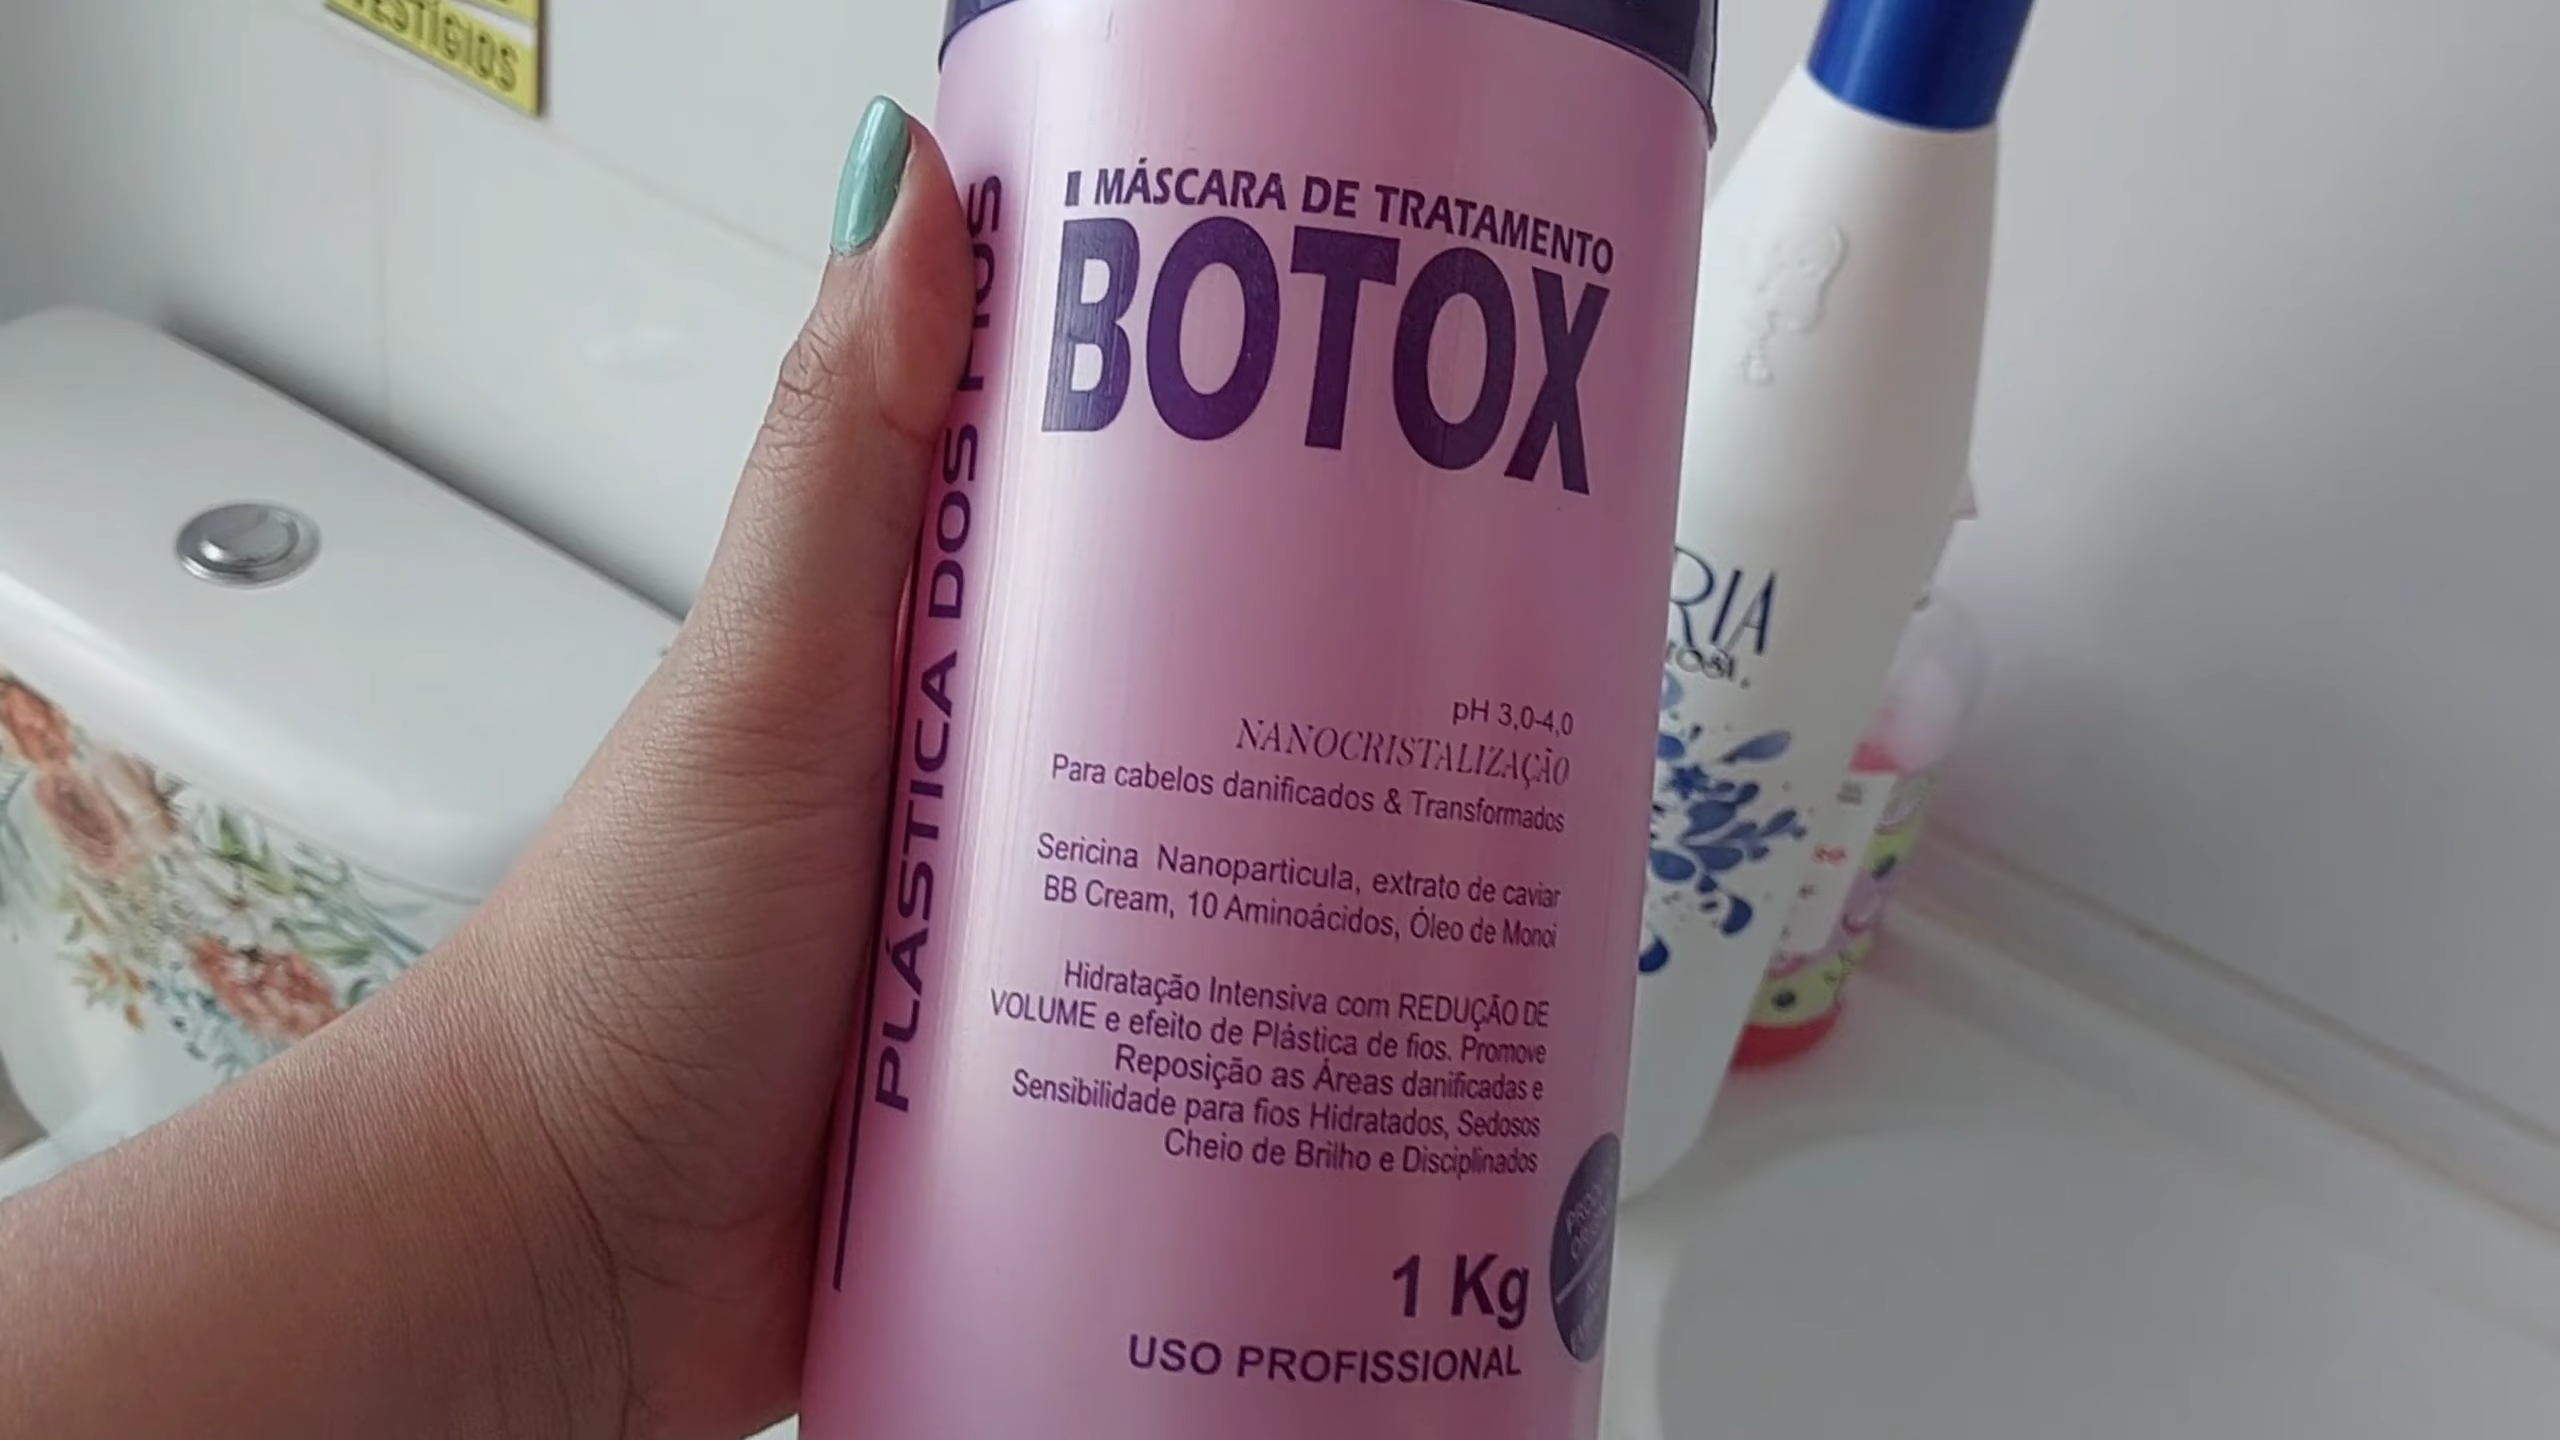 VESTÍGIOS
MÁSCARA DE TRATAMENTO
BOTOX
PLÁSTICA DOS FIOS
pH 3,0-4,0
NANOCRISTALIZAÇÃO
Para cabelos danificados & Transformados
Sericina Nanoparticula, extrato de caviar
BB Cream, 10 Aminoácidos, Óleo de Monoi
Hidratação Intensiva com REDUÇÃO DE
VOLUME e efeito de Plástica de fios. Promove
Reposição as Áreas danificadas e
Sensibilidade para fios Hidratados, Sedosos
Cheio de Brilho e Disciplinados
1 Kg
USO PROFISSIONAL
RIA